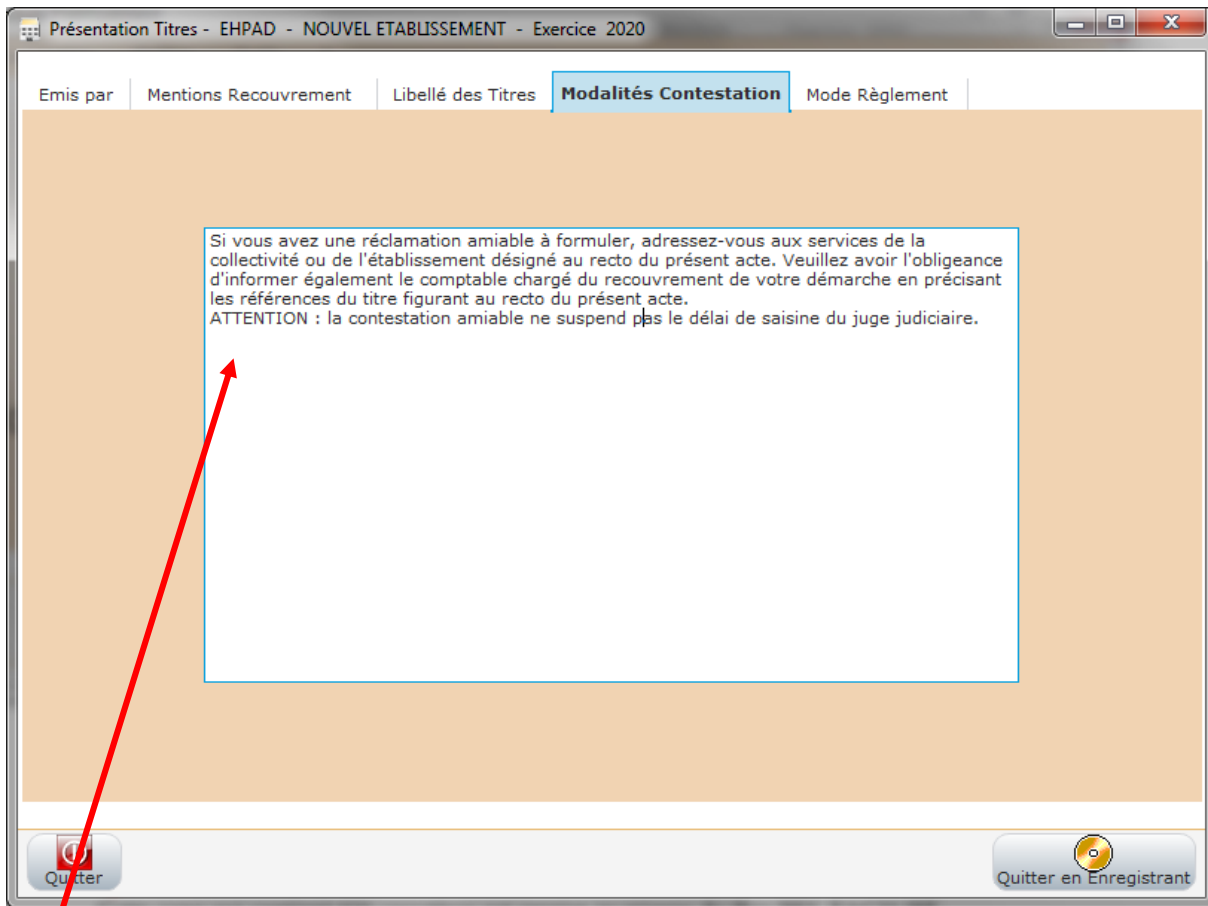 Présentation Titres - EHPAD - NOUVEL ETABLISSEMENT - Exercice 2020
Emis par Mentions Recouvrement Libellé des Titres Modalités Contestation Mode Règlement
Si vous avez une réclamation amiable à formuler, adressez-vous aux services de la
collectivité ou de l'établissement désigné au recto du présent acte. Veuillez avoir l'obligeance
d'informer également le comptable chargé du recouvrement de votre démarche en précisant
les références du titre figurant au recto du présent acte.
ATTENTION : la contestation amiable ne suspend pas le délai de saisine du juge judiciaire.
Quitter Quitter en Enregistrant